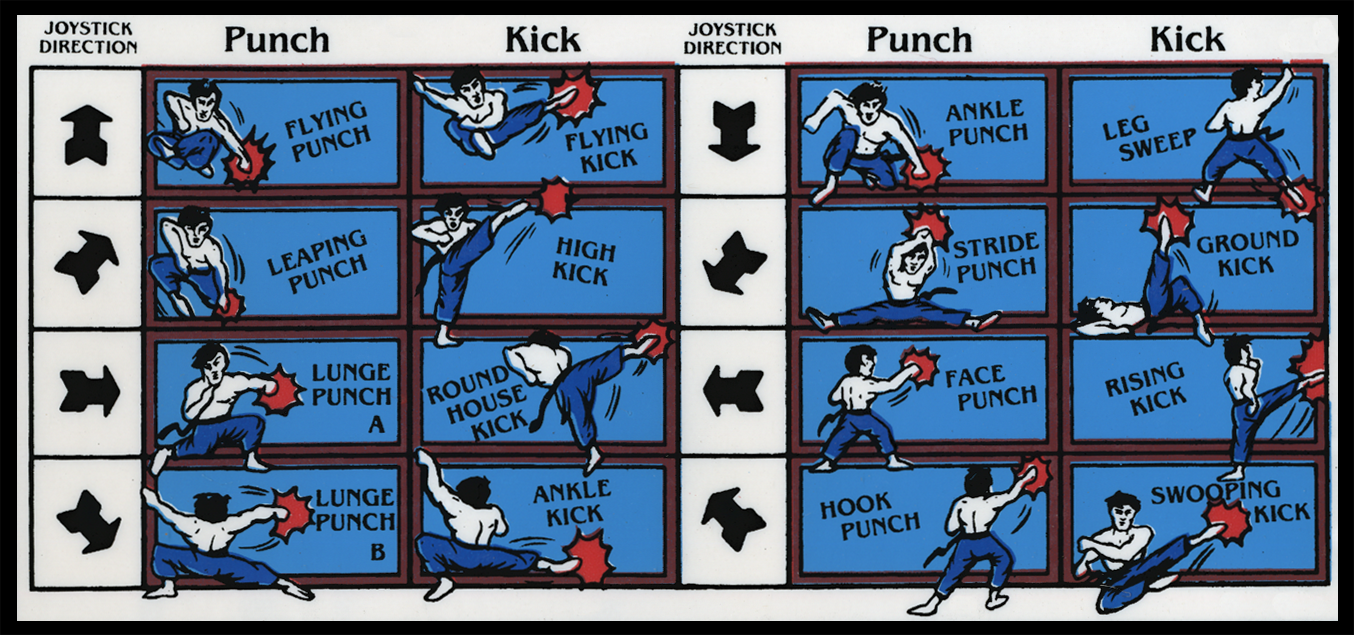 JOYSTICK
DIRECTION
Punch
Kick
JOYSTICK
DIRECTION
Punch
Kick
FLYING
PUNCH
FLYING
KICK
ANKLE
PUNCH
LEG
SWEEP
LEAPING
PUNCH
HIGH
KICK
STRIDE
PUNCH
GROUND
KICK
LUNGE
PUNCH
A
ROUND
HOUSE
KICK
FACE
PUNCH
RISING
KICK
LUNGE
PUNCH
B
ANKLE
KICK
HOOK
PUNCH
SWOOPING
KICK